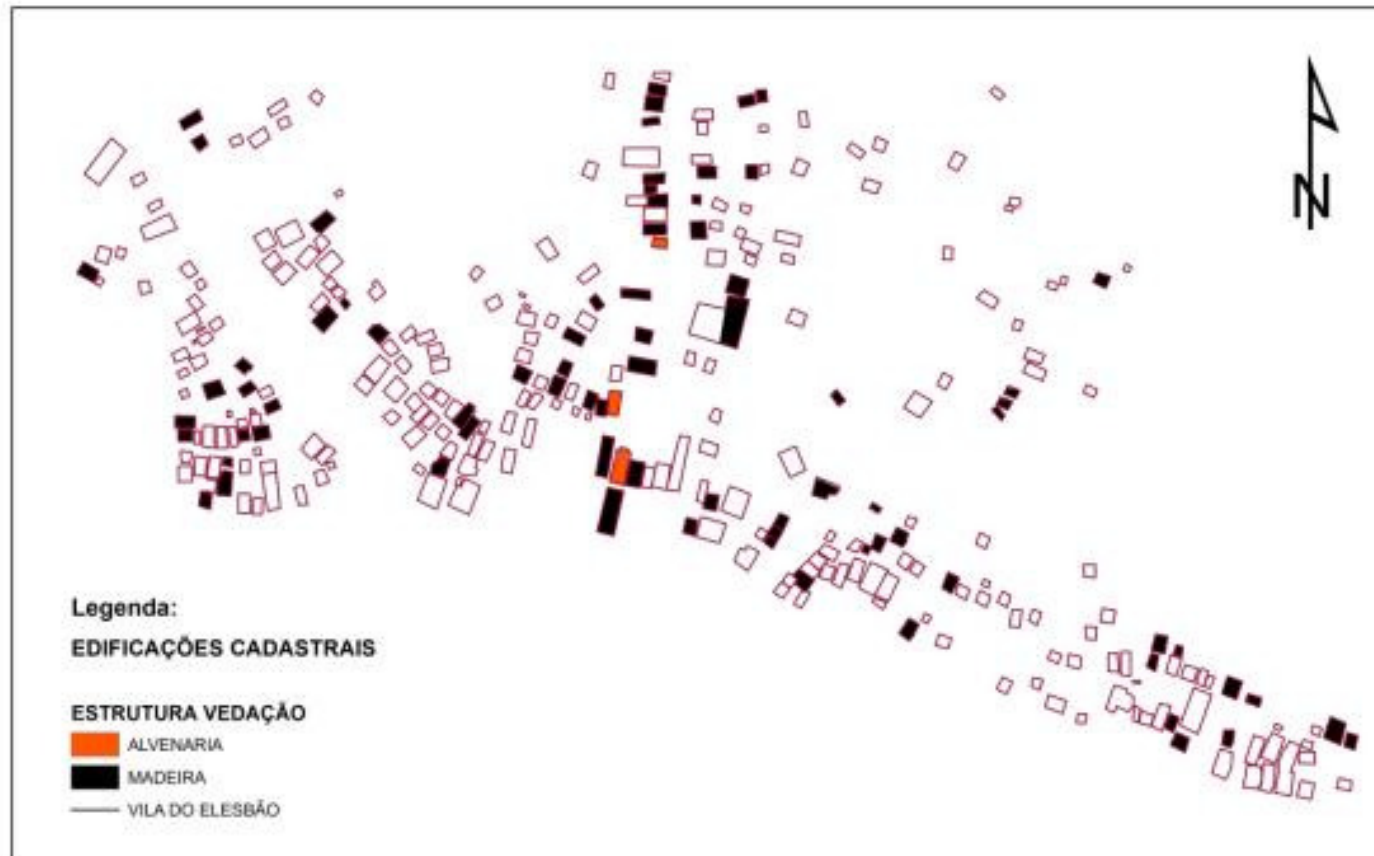 N
Legenda:
EDIFICAÇÕES CADASTRAIS
ESTRUTURA VEDAÇÃO
ALVENARIA
MADEIRA
VILA DO ELESBÃO